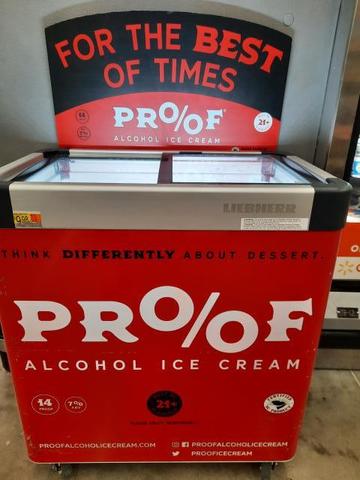 FOR THE BEST
OF TIMES
PRO%F
ALCOHOL ICE CREAM
21+
LIEBHERR
THINK DIFFERENTLY ABOUT DESSERT.
PRO%F
ALCOHOL ICE CREAM
14
PROOF
7%
21+
PROOFALCOHOLICECREAM.COM
PROOFALCOHOLICECREAM
PROOFICECREAM